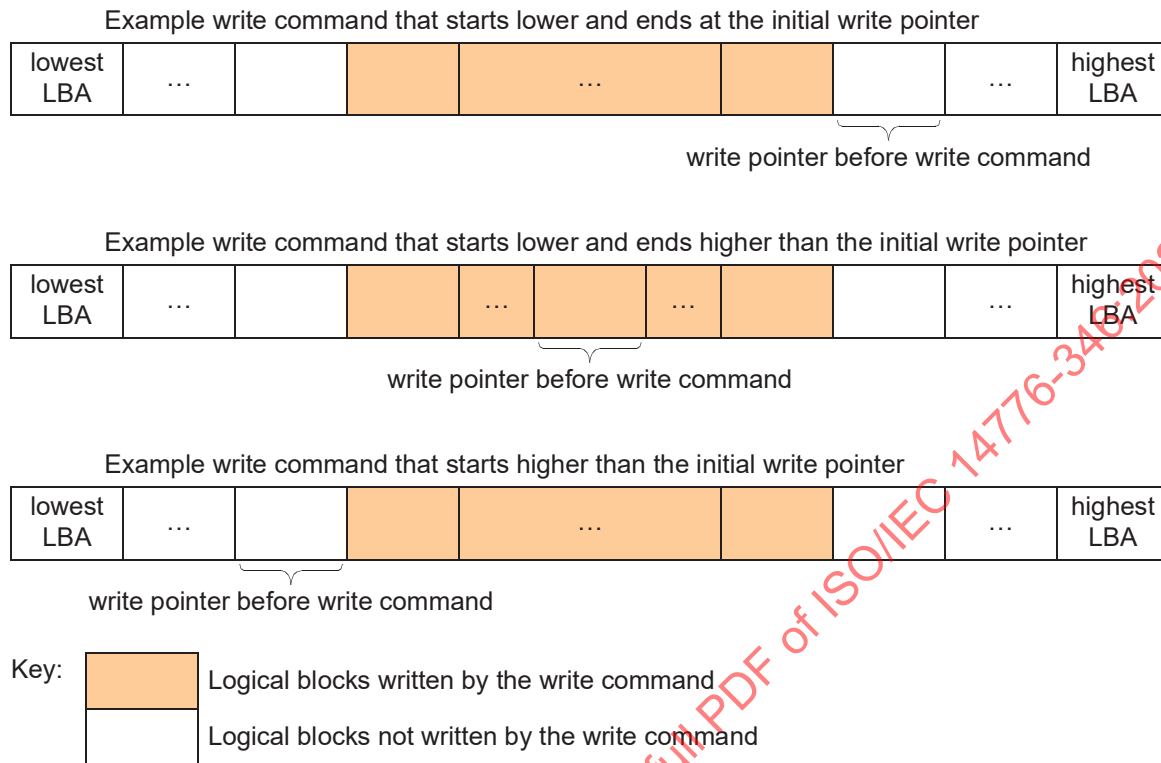 Example write command that starts lower and ends at the initial write pointer
lowest LBA … … … highest LBA
write pointer before write command
Example write command that starts lower and ends higher than the initial write pointer
lowest LBA … … … … highest LBA
write pointer before write command
Example write command that starts higher than the initial write pointer
lowest LBA … … … highest LBA
write pointer before write command
Key:
Logical blocks written by the write command
Logical blocks not written by the write command
full PDF of ISO/IEC 14776-346:20